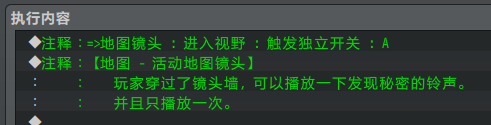 执行内容
◆注释：=>地图镜头 : 进入视野 : 触发独立开关 : A
◆注释：【地图 - 活动地图镜头】
：　　：　玩家穿过了镜头墙，可以播放一下发现秘密的铃声。
：　　：　并且只播放一次。
◆